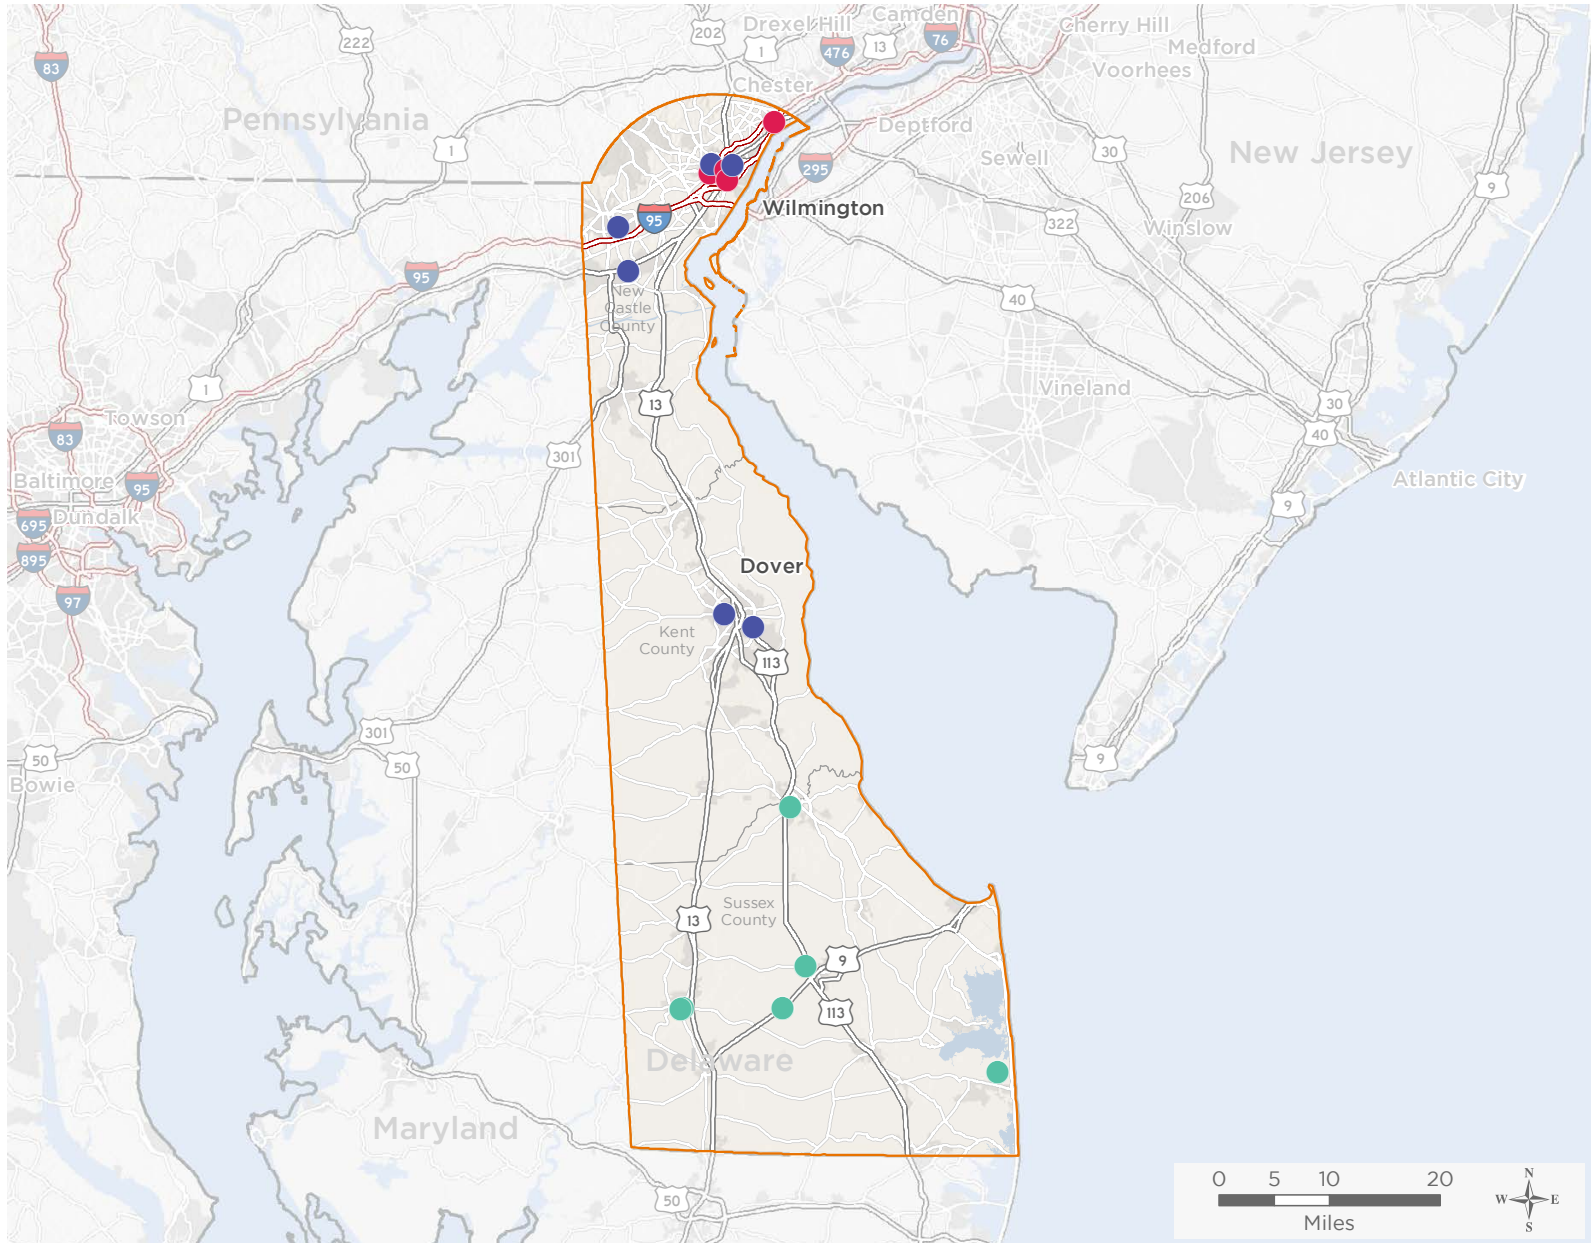 Drexel Hill
Camden
202
222
1
476
13
76
Cherry Hill
Medford
Voorhees
83
Chester
Pennsylvania
Deptford
1
Sewell
295
30
New Jersey
9
206
Wilmington
95
322
Winslow
95
New
Castle
County
40
1
Vineland
13
30
Towson
83
40
301
Baltimore
95
Atlantic City
9
695
Dundalk
895
Dover
97
Kent
County
113
301
50
50
9
Bowie
Sussex
County
13
9
113
Delaware
Maryland
50
0 5 10 20
Miles
N
W E
S